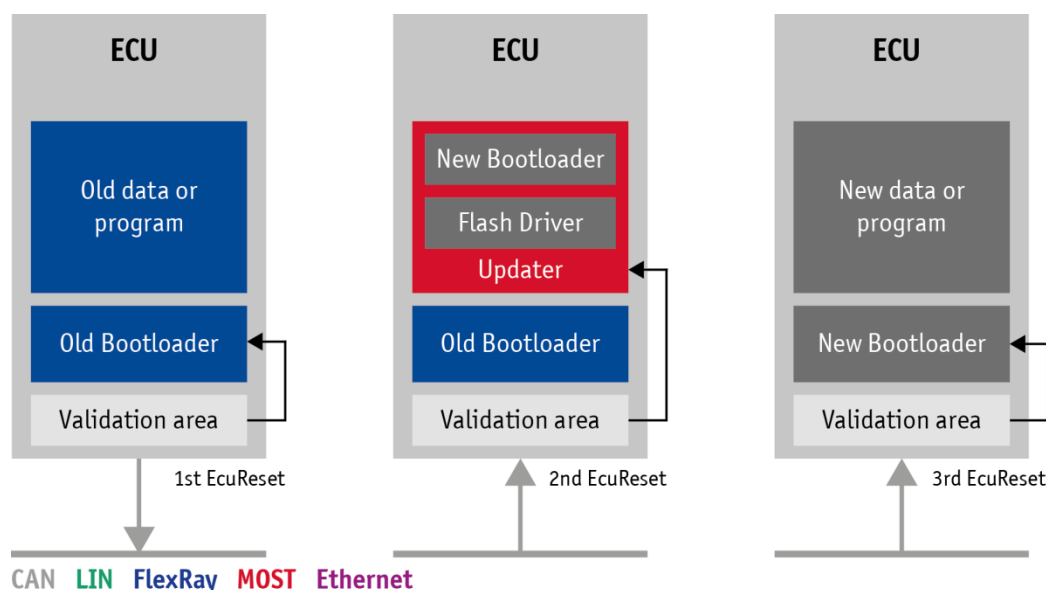 ECU
Old data or
program
Old Bootloader
Validation area
1st EcuReset
ECU
New Bootloader
Flash Driver
Updater
Old Bootloader
Validation area
2nd EcuReset
ECU
New data or
program
New Bootloader
Validation area
3rd EcuReset
CAN LIN FlexRay MOST Ethernet